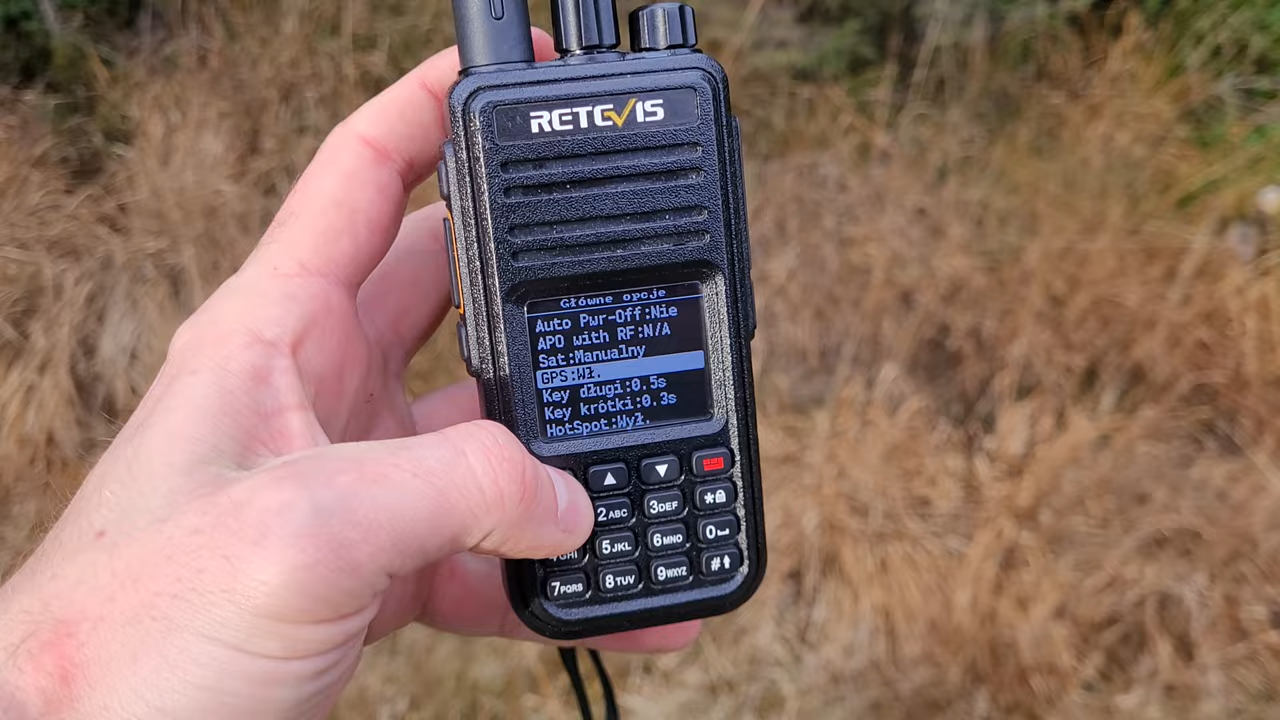 RETEVIS
Główne opcje
Auto Pwr-Off:Nie
APO with RF:N/A
Sat:Manualny
GPS:Wł.
Key długi:0.5s
Key krótki:0.3s
HotSpot:Wył.
▲ ▼
2ABC 3DEF *
4GHI 5JKL 6MNO 0
7PQRS 8TUV 9WXYZ #